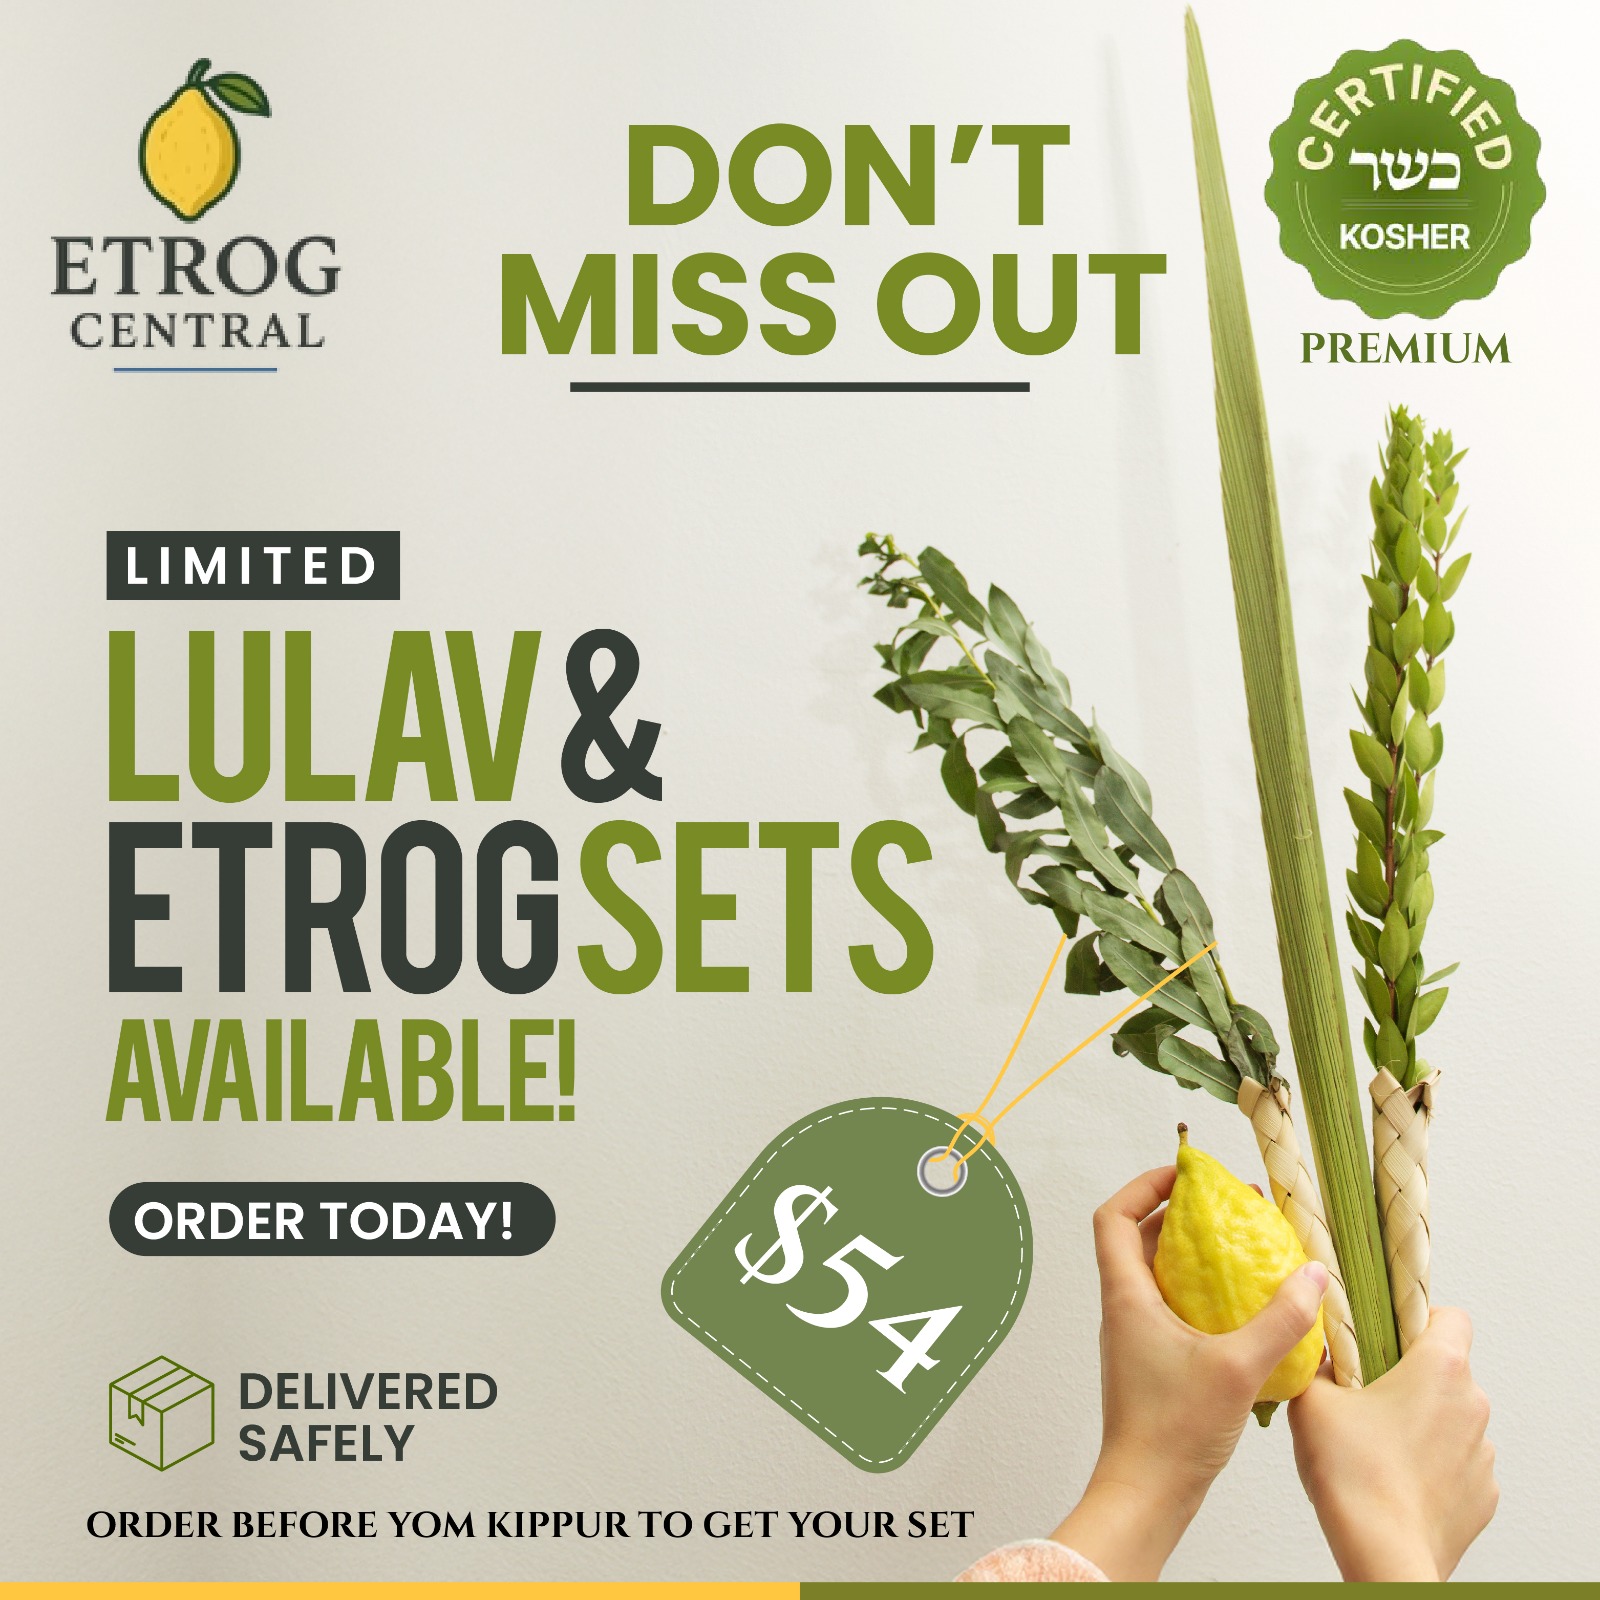 ETROG
CENTRAL
DON'T
MISS OUT
CERTIFIED
כשר
KOSHER
PREMIUM
LIMITED
LULAV &
ETROG SETS
AVAILABLE!
ORDER TODAY!
$54
DELIVERED
SAFELY
ORDER BEFORE YOM KIPPUR TO GET YOUR SET